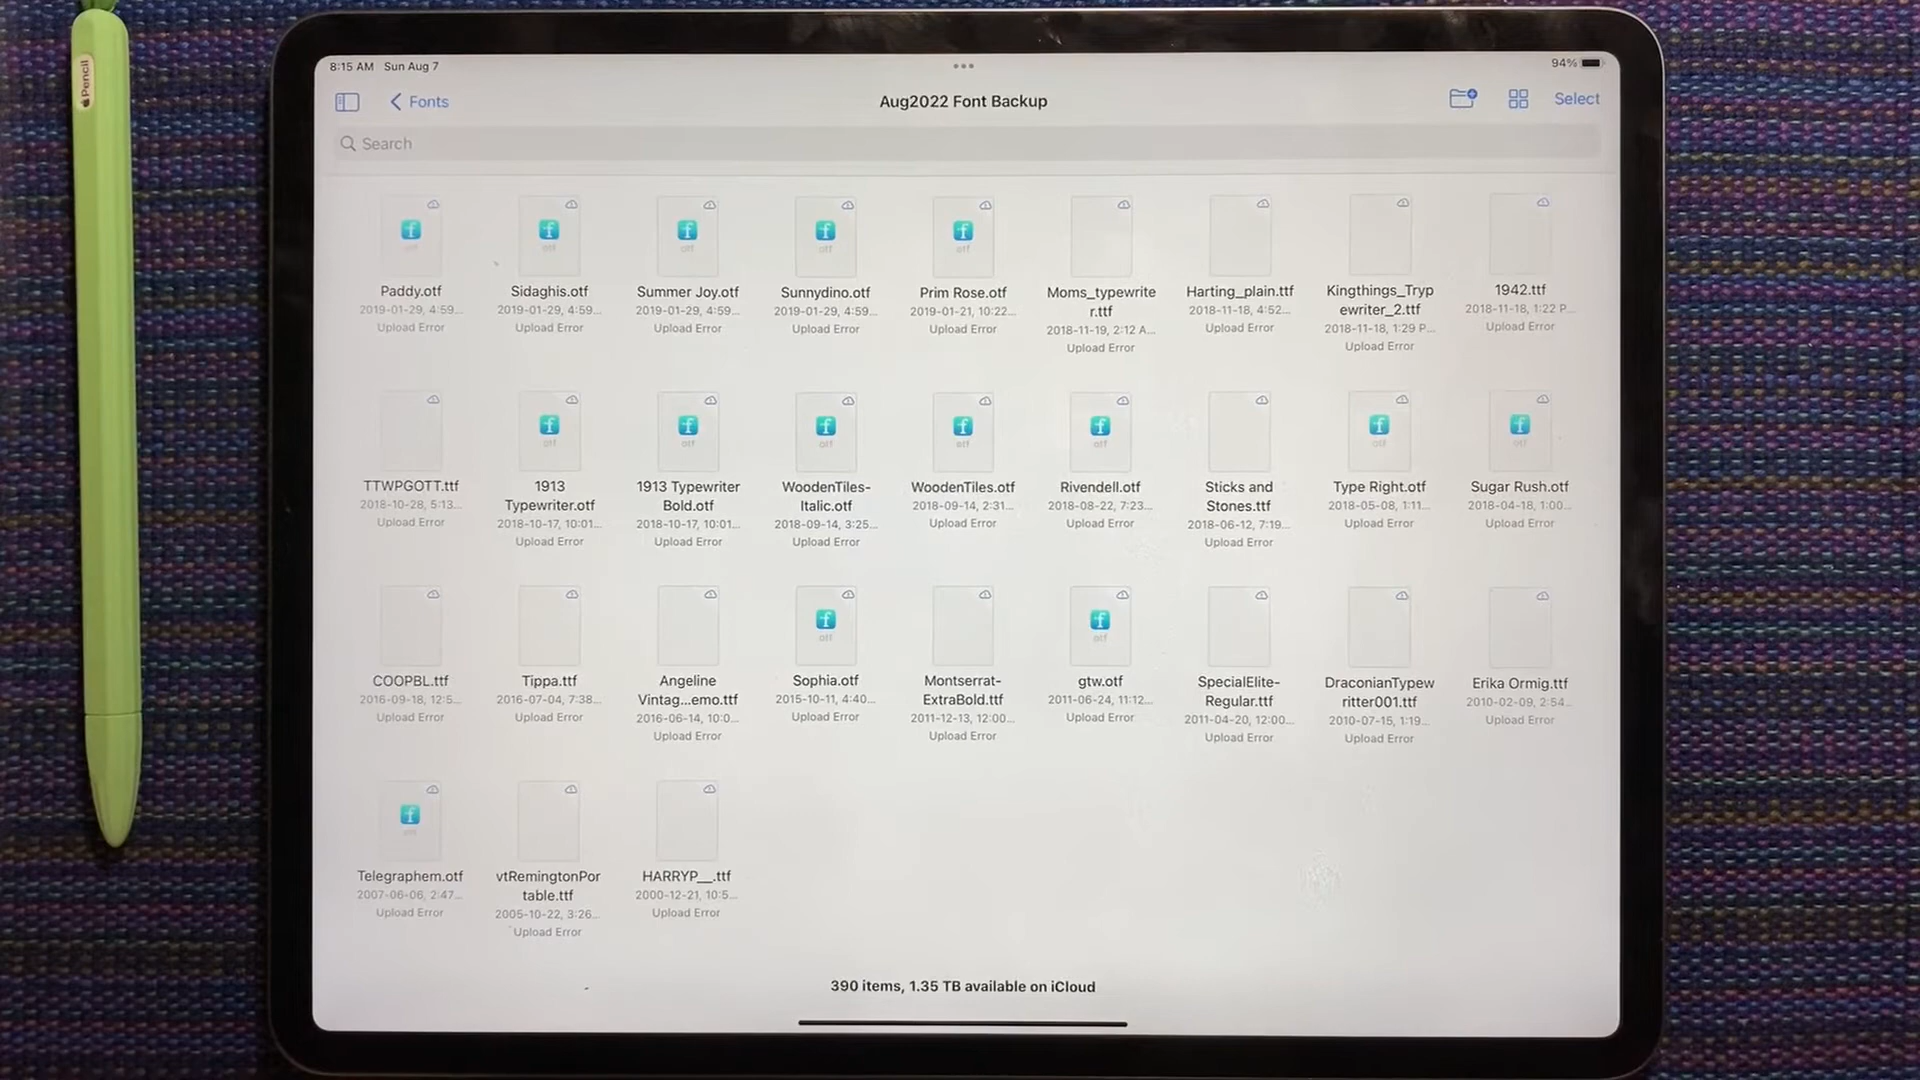 Pencil
8:15 AM Sun Aug 7
94%
Fonts
Aug2022 Font Backup
Select
Search
otf
otf
otf
otf
Paddy.otf
Sidaghis.otf
Summer Joy.otf
Sunnydino.otf
Prim Rose.otf
Moms_typewrite
r.ttf
Harting_plain.ttf
Kingthings_Tryp
ewriter_2.ttf
1942.ttf
2019-01-29, 4:59...
2019-01-29, 4:59...
2019-01-29, 4:59...
2019-01-29, 4:59...
2019-01-21, 10:22...
2018-11-19, 2:12 A...
2018-11-18, 4:52...
2018-11-18, 1:29 P...
2018-11-18, 1:22 P...
Upload Error
Upload Error
Upload Error
Upload Error
Upload Error
Upload Error
Upload Error
Upload Error
Upload Error
otf
otf
otf
otf
otf
otf
otf
TTWPGOTT.ttf
1913
Typewriter.otf
1913 Typewriter
Bold.otf
WoodenTiles-
Italic.otf
WoodenTiles.otf
Rivendell.otf
Sticks and
Stones.ttf
Type Right.otf
Sugar Rush.otf
2018-10-28, 5:13...
2018-10-17, 10:01...
2018-10-17, 10:01...
2018-09-14, 3:25...
2018-09-14, 2:31...
2018-08-22, 7:23...
2018-06-12, 7:19...
2018-05-08, 1:11...
2018-04-18, 1:00...
Upload Error
Upload Error
Upload Error
Upload Error
Upload Error
Upload Error
Upload Error
Upload Error
Upload Error
otf
otf
COOPBL.ttf
Tippa.ttf
Angeline
Vintag...emo.ttf
Sophia.otf
Montserrat-
ExtraBold.ttf
gtw.otf
SpecialElite-
Regular.ttf
DraconianTypew
ritter001.ttf
Erika Ormig.ttf
2016-09-18, 12:5...
2016-07-04, 7:38...
2016-06-14, 10:0...
2015-10-11, 4:40...
2011-12-13, 12:00...
2011-06-24, 11:12...
2011-04-20, 12:00...
2010-07-15, 1:19...
2010-02-09, 2:54...
Upload Error
Upload Error
Upload Error
Upload Error
Upload Error
Upload Error
Upload Error
Upload Error
Upload Error
Telegraphem.otf
vtRemingtonPor
table.ttf
HARRYP__.ttf
2007-06-06, 2:47...
2005-10-22, 3:26...
2000-12-21, 10:5...
Upload Error
Upload Error
Upload Error
390 items, 1.35 TB available on iCloud